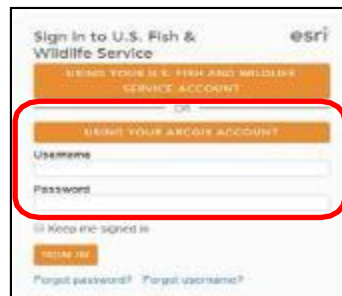 Sign in to U.S. Fish & Wildlife Service
esri
USING YOUR U.S. FISH AND WILDLIFE SERVICE ACCOUNT
OR
USING YOUR ARCGIS ACCOUNT
Username
Password
Keep me signed in
SIGN IN
Forgot password? Forgot username?